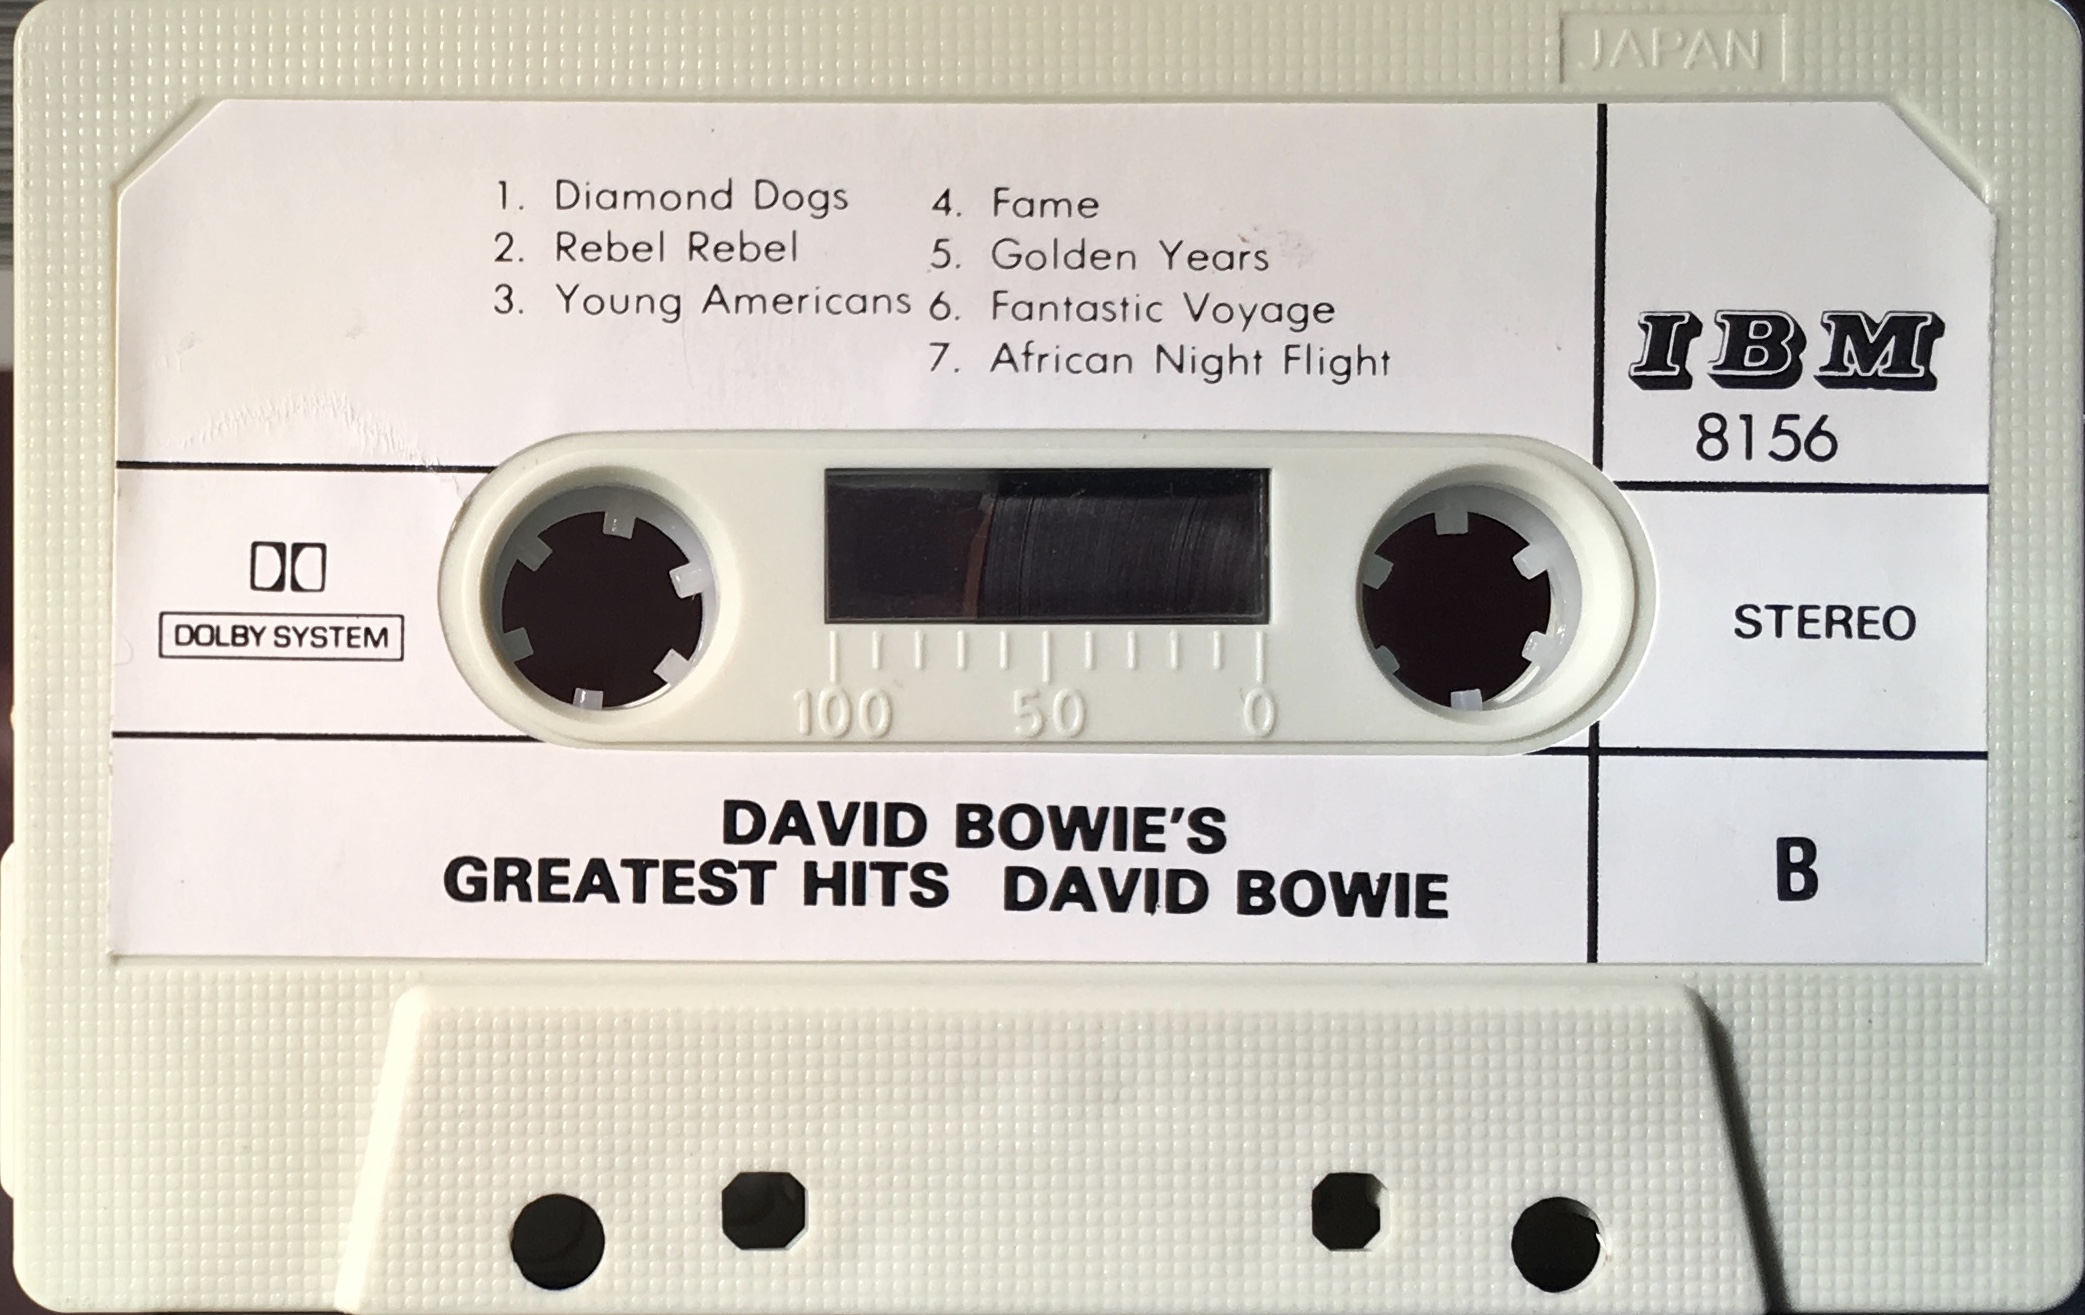 JAPAN
1. Diamond Dogs
2. Rebel Rebel
3. Young Americans
4. Fame
5. Golden Years
6. Fantastic Voyage
7. African Night Flight
IBM
8156
DOLBY SYSTEM
STEREO
100 50 0
DAVID BOWIE'S
GREATEST HITS DAVID BOWIE
B